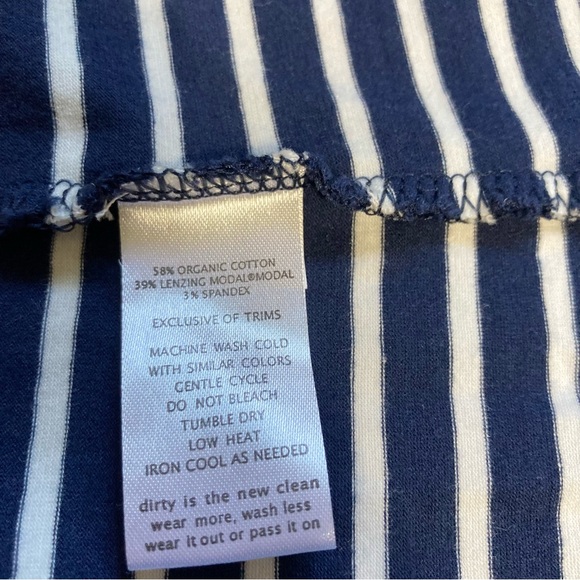 58% ORGANIC COTTON
39% LENZING MODAL®MODAL
3% SPANDEX
EXCLUSIVE OF TRIMS
MACHINE WASH COLD
WITH SIMILAR COLORS
GENTLE CYCLE
DO NOT BLEACH
TUMBLE DRY
LOW HEAT
IRON COOL AS NEEDED
dirty is the new clean
wear more, wash less
wear it out or pass it on